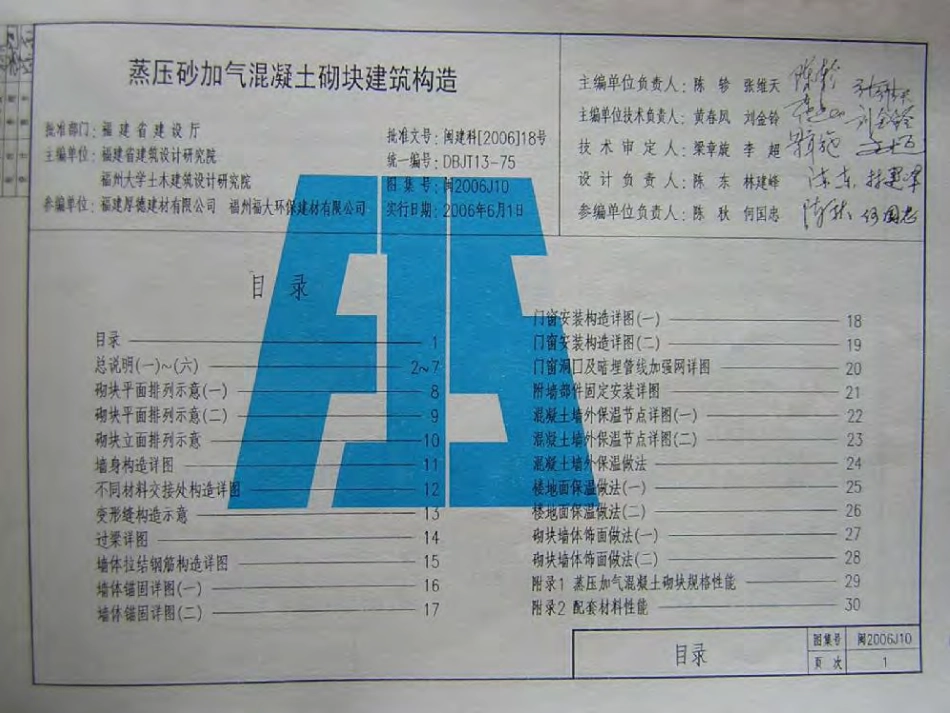 蒸压砂加气混凝土砌块建筑构造
批准部门：福建省建设厅
主编单位：福建省建筑设计研究院
福州大学土木建筑设计研究院
参编单位：福建厚德建材有限公司 福州福大环保建材有限公司
批准文号：闽建科[2006]18号
统一编号：DBJT13-75
图集号：闽2006J10
实行日期：2006年6月1日
主编单位负责人：陈轸 张维天
主编单位技术负责人：黄春风 刘金铃
技术审定人：梁章旋 李超
设计负责人：陈东 林建峰
参编单位负责人：陈耿 何国忠
目录
目录 1
总说明(一)~(六) 2~7
砌块平面排列示意(一) 8
砌块平面排列示意(二) 9
砌块立面排列示意 10
墙身构造详图 11
不同材料交接处构造详图 12
变形缝构造示意 13
过梁详图 14
墙体拉结钢筋构造详图 15
墙体锚固详图(一) 16
墙体锚固详图(二) 17
门窗安装构造详图(一) 18
门窗安装构造详图(二) 19
门窗洞口及暗埋管线加强网详图 20
附墙部件固定安装详图 21
混凝土墙外保温节点详图(一) 22
混凝土墙外保温节点详图(二) 23
混凝土墙外保温做法 24
楼地面保温做法(一) 25
楼地面保温做法(二) 26
砌块墙体饰面做法(一) 27
砌块墙体饰面做法(二) 28
附录1 蒸压加气混凝土砌块规格性能 29
附录2 配套材料性能 30
目录
图集号 闽2006J10
页次 1